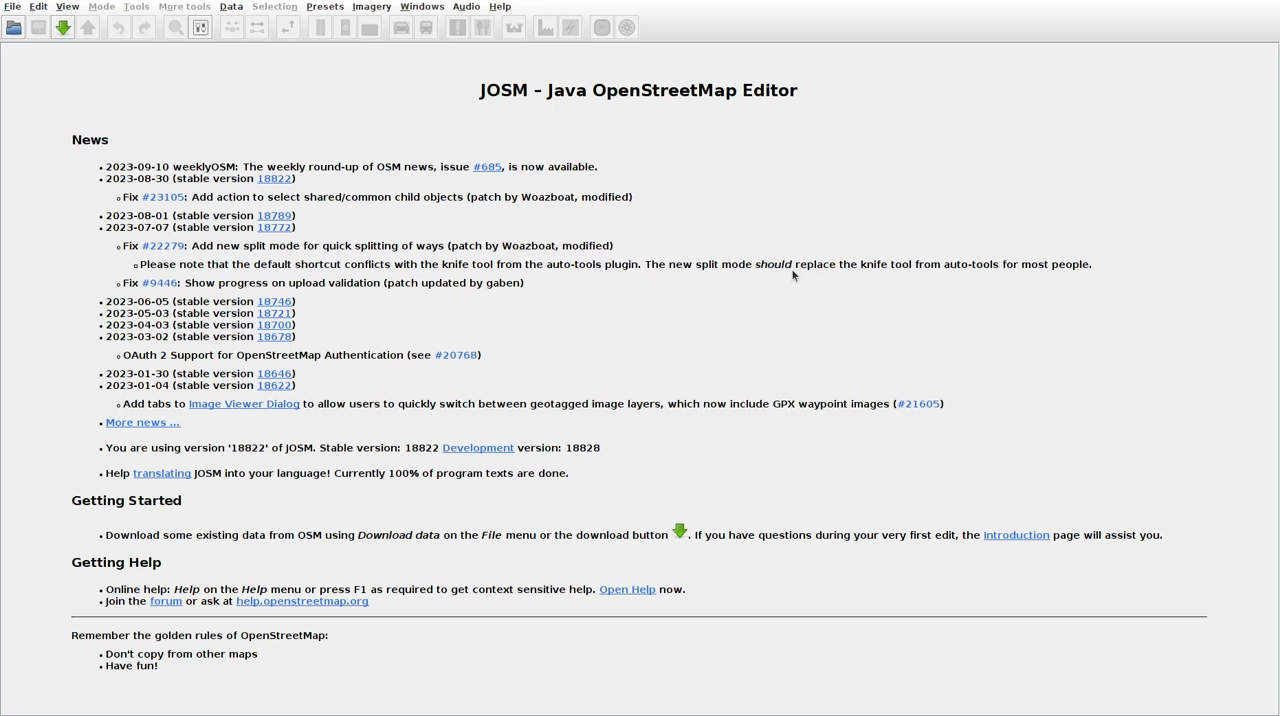 File Edit View Mode Tools More tools Data Selection Presets Imagery Windows Audio Help
JOSM – Java OpenStreetMap Editor
News
2023-09-10 weeklyOSM: The weekly round-up of OSM news, issue #685, is now available.
2023-08-30 (stable version 18822)
Fix #23105: Add action to select shared/common child objects (patch by Woazboat, modified)
2023-08-01 (stable version 18789)
2023-07-07 (stable version 18772)
Fix #22279: Add new split mode for quick splitting of ways (patch by Woazboat, modified)
Please note that the default shortcut conflicts with the knife tool from the auto-tools plugin. The new split mode should replace the knife tool from auto-tools for most people.
Fix #9446: Show progress on upload validation (patch updated by gaben)
2023-06-05 (stable version 18746)
2023-05-03 (stable version 18721)
2023-04-03 (stable version 18700)
2023-03-02 (stable version 18678)
OAuth 2 Support for OpenStreetMap Authentication (see #20768)
2023-01-30 (stable version 18646)
2023-01-04 (stable version 18622)
Add tabs to Image Viewer Dialog to allow users to quickly switch between geotagged image layers, which now include GPX waypoint images (#21605)
More news ...
You are using version '18822' of JOSM. Stable version: 18822 Development version: 18828
Help translating JOSM into your language! Currently 100% of program texts are done.
Getting Started
Download some existing data from OSM using Download data on the File menu or the download button . If you have questions during your very first edit, the Introduction page will assist you.
Getting Help
Online help: Help on the Help menu or press F1 as required to get context sensitive help. Open Help now.
Join the forum or ask at help.openstreetmap.org
Remember the golden rules of OpenStreetMap:
Don't copy from other maps
Have fun!